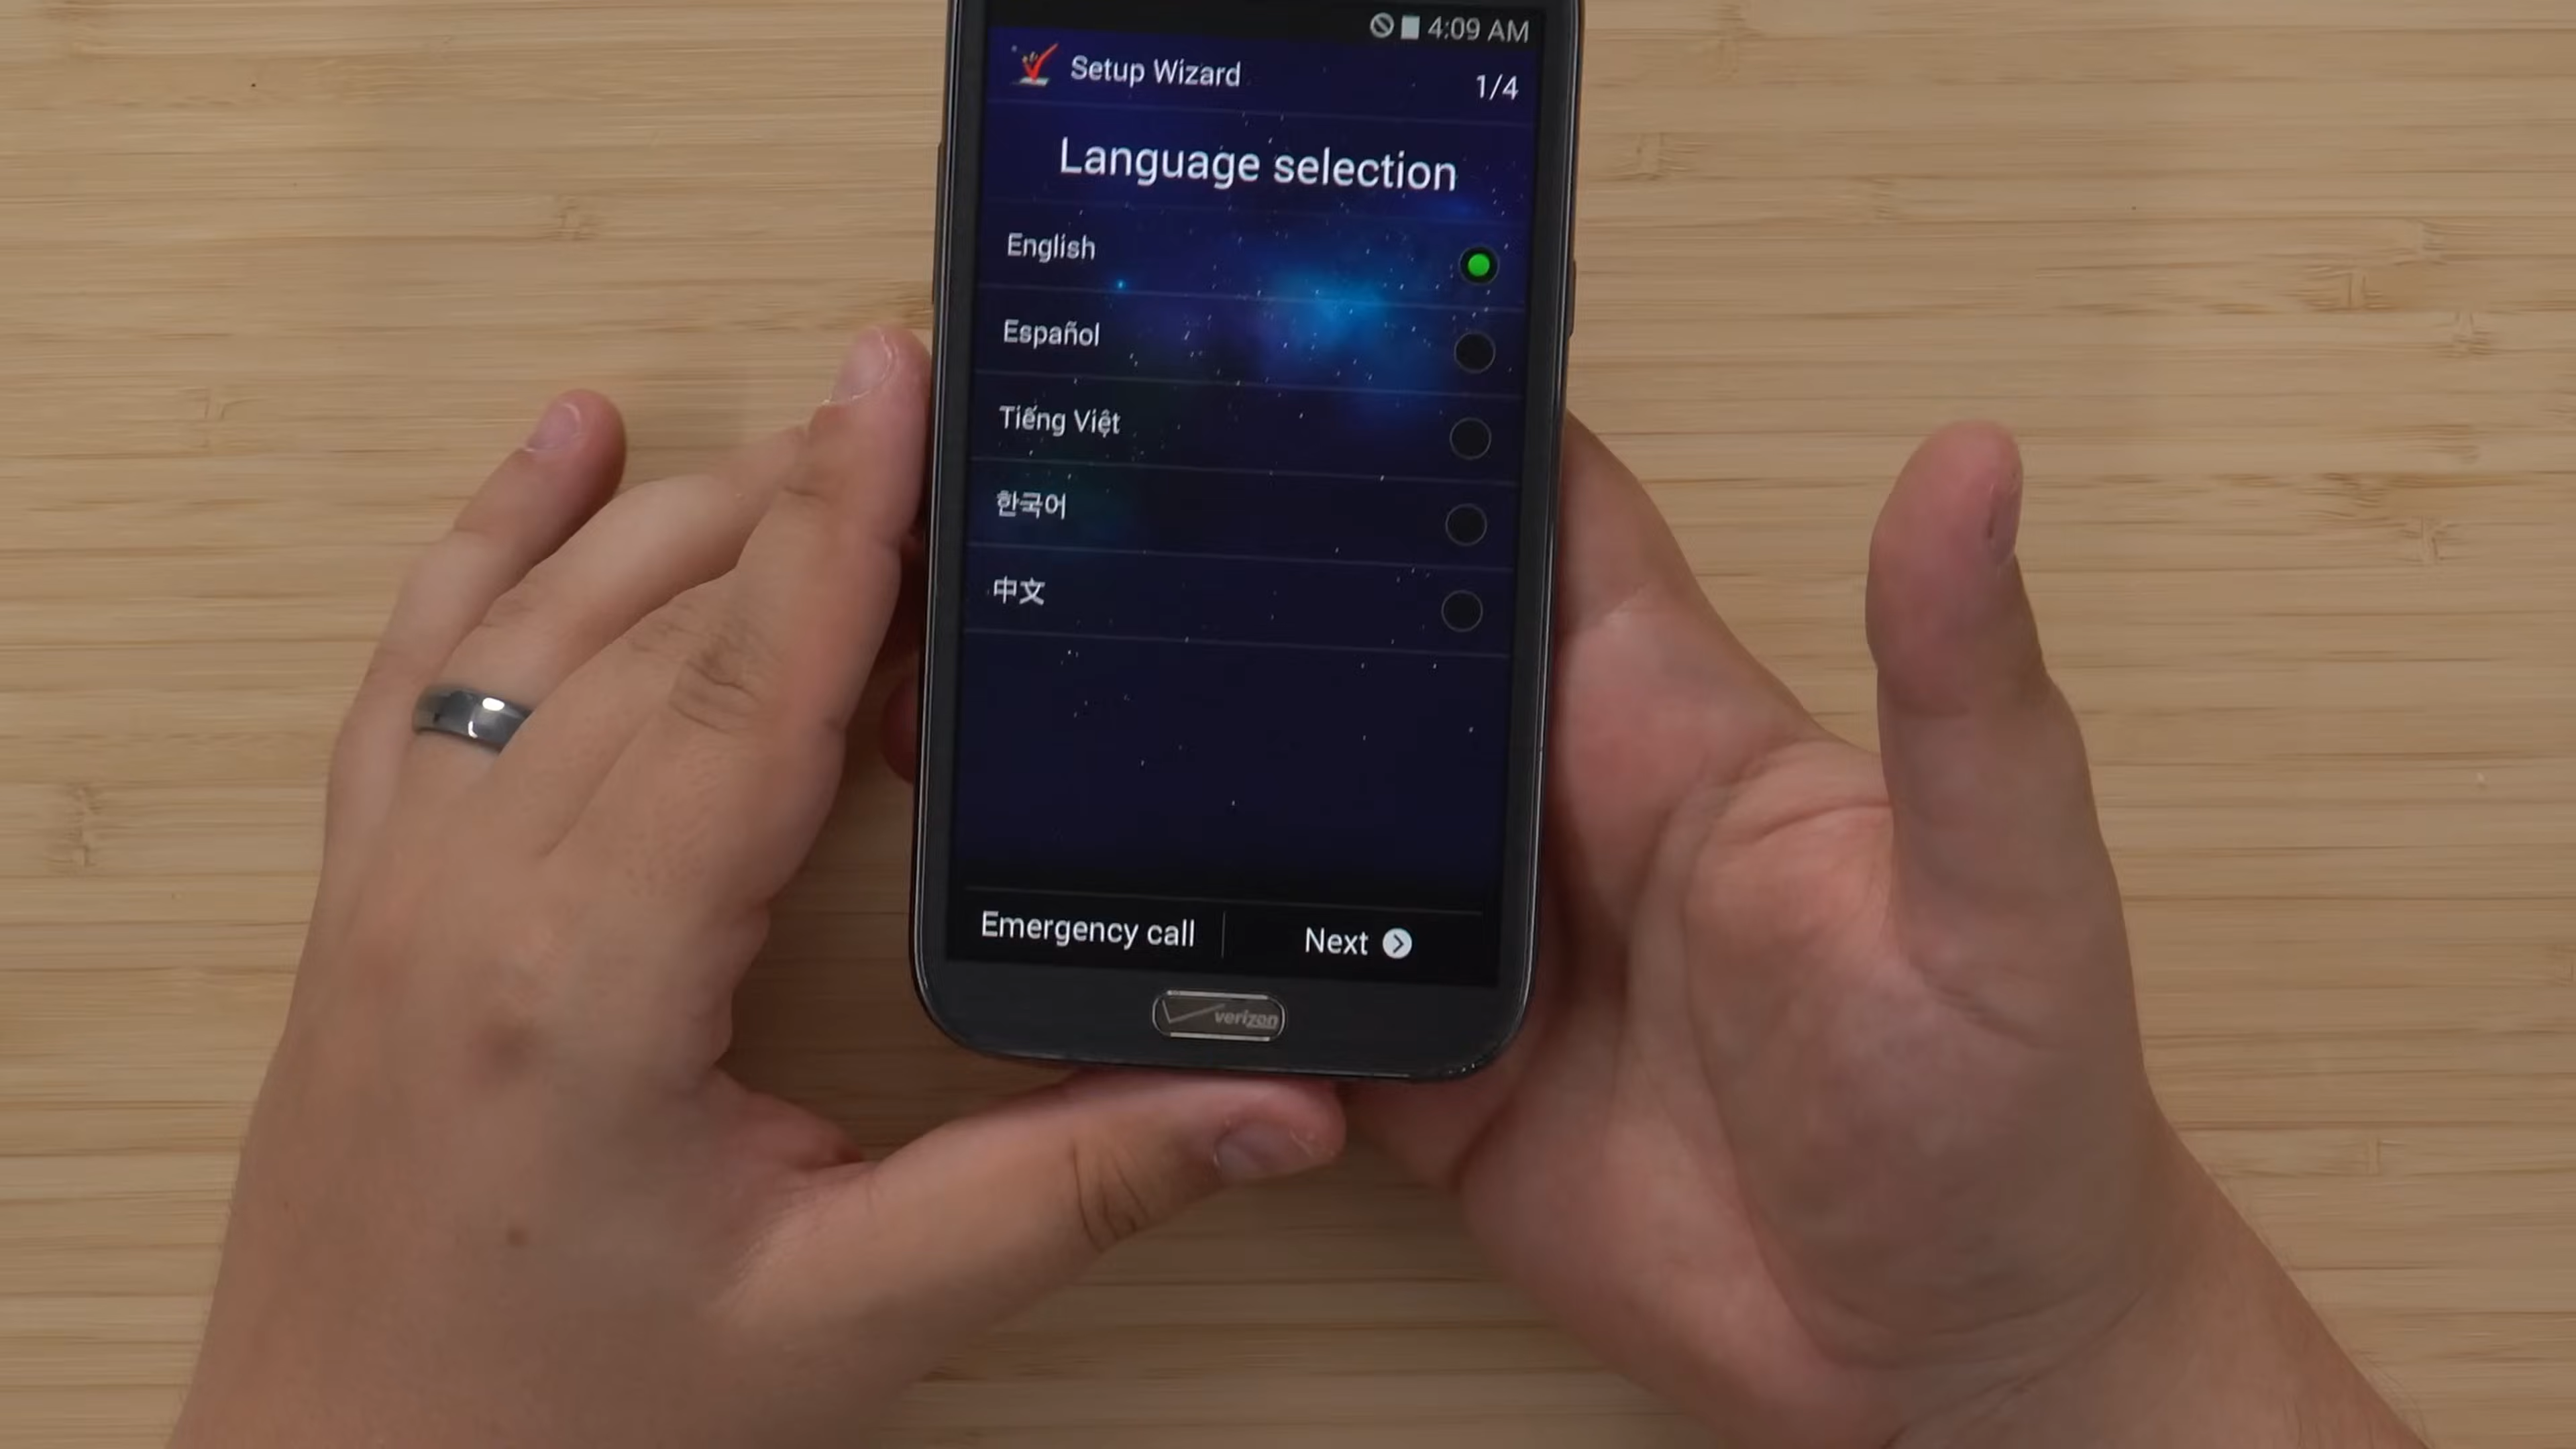 4:09 AM
Setup Wizard
1/4
Language selection
English
Español
Tiếng Việt
한국어
中文
Emergency call
Next
verizon